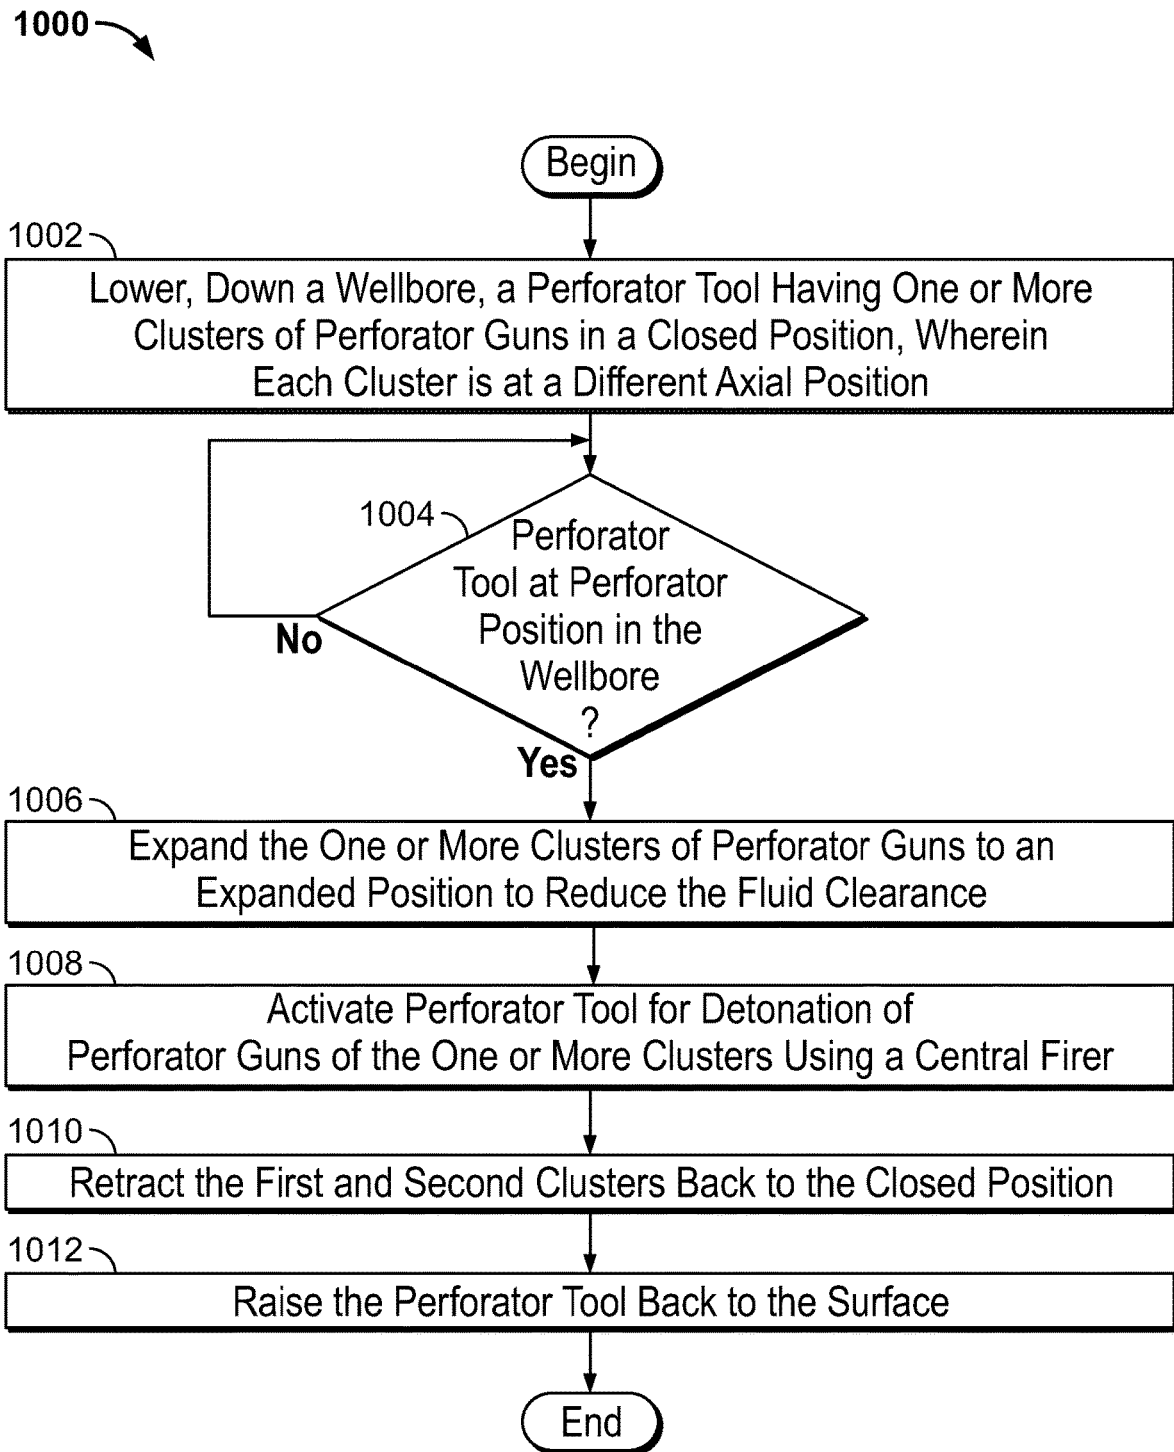 1000
Begin
1002
Lower, Down a Wellbore, a Perforator Tool Having One or More
Clusters of Perforator Guns in a Closed Position, Wherein
Each Cluster is at a Different Axial Position
1004
Perforator
Tool at Perforator
Position in the
Wellbore
?
No
Yes
1006
Expand the One or More Clusters of Perforator Guns to an
Expanded Position to Reduce the Fluid Clearance
1008
Activate Perforator Tool for Detonation of
Perforator Guns of the One or More Clusters Using a Central Firer
1010
Retract the First and Second Clusters Back to the Closed Position
1012
Raise the Perforator Tool Back to the Surface
End